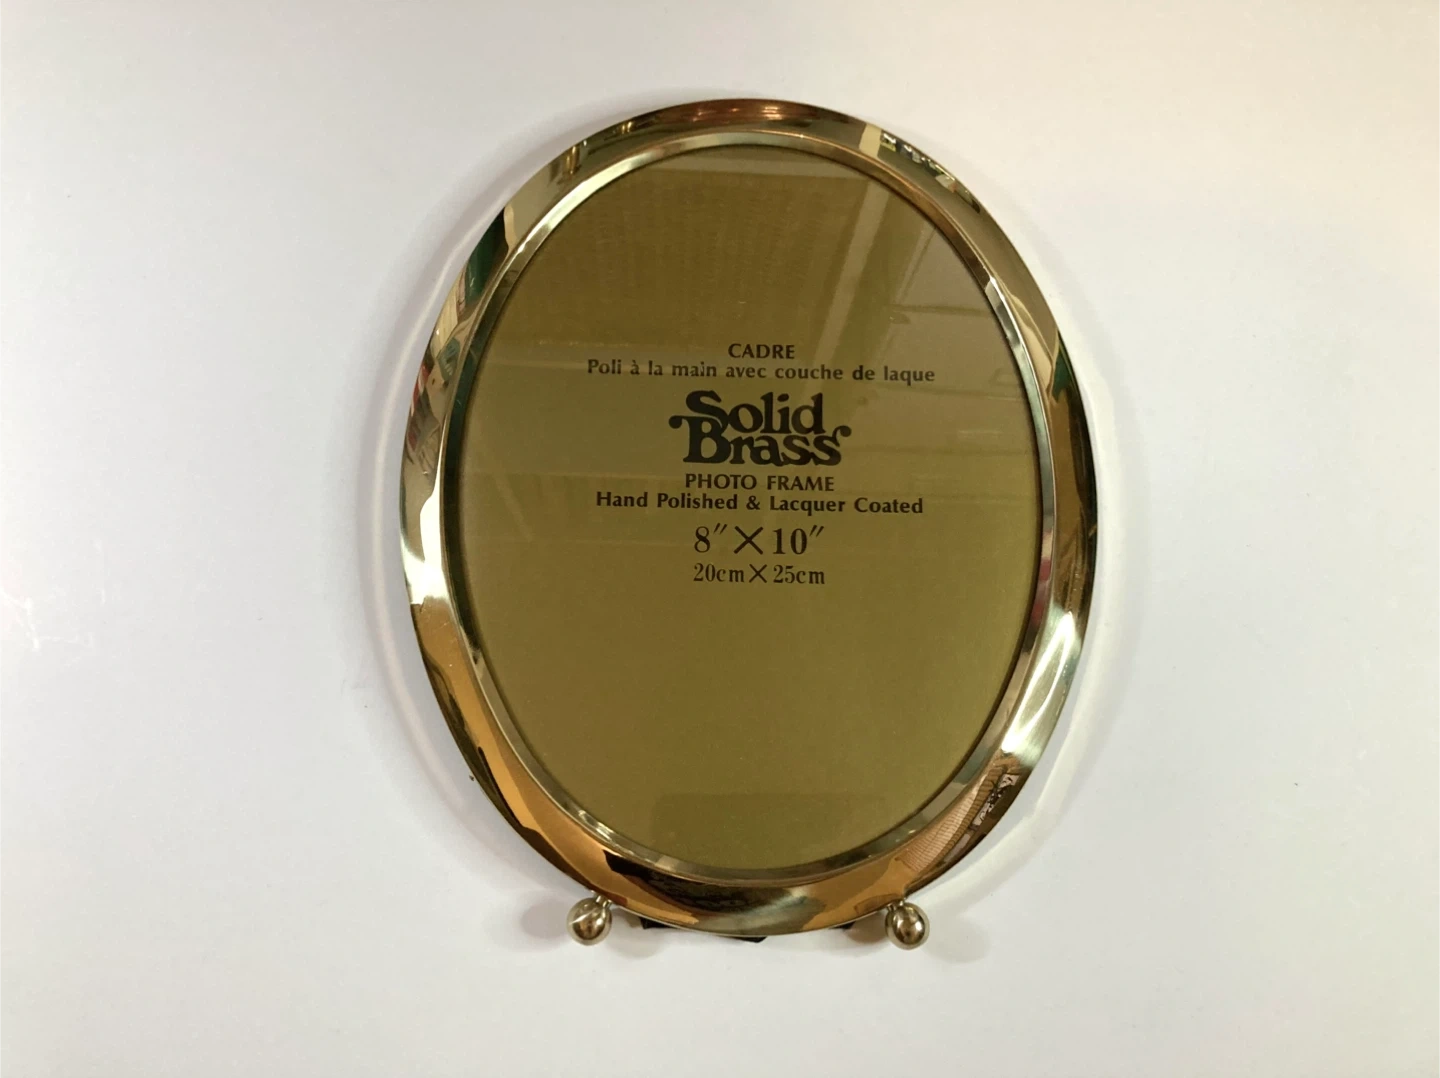 CADRE
Poli à la main avec couche de laque
Solid
Brass
PHOTO FRAME
Hand Polished & Lacquer Coated
8″×10″
20cm×25cm